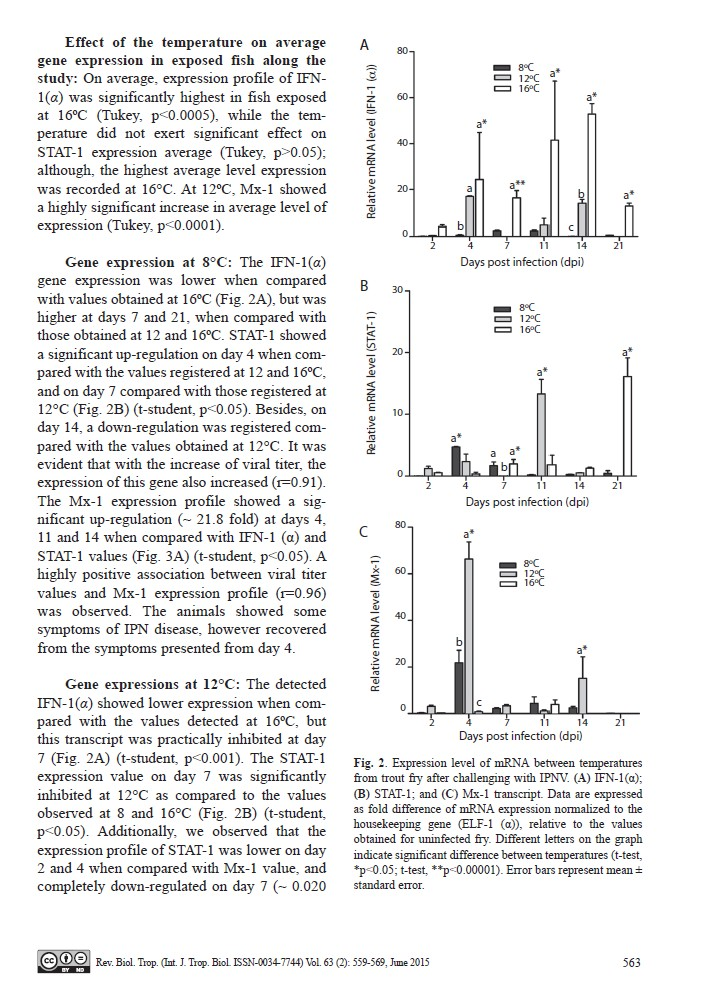 Effect of the temperature on average
gene expression in exposed fish along the
study: On average, expression profile of IFN-
1(α) was significantly highest in fish exposed
at 16ºC (Tukey, p<0.0005), while the tem-
perature did not exert significant effect on
STAT-1 expression average (Tukey, p>0.05);
although, the highest average level expression
was recorded at 16°C. At 12ºC, Mx-1 showed
a highly significant increase in average level of
expression (Tukey, p<0.0001).
Gene expression at 8°C: The IFN-1(α)
gene expression was lower when compared
with values obtained at 16ºC (Fig. 2A), but was
higher at days 7 and 21, when compared with
those obtained at 12 and 16ºC. STAT-1 showed
a significant up-regulation on day 4 when com-
pared with the values registered at 12 and 16ºC,
and on day 7 compared with those registered at
12°C (Fig. 2B) (t-student, p<0.05). Besides, on
day 14, a down-regulation was registered com-
pared with the values obtained at 12°C. It was
evident that with the increase of viral titer, the
expression of this gene also increased (r=0.91).
The Mx-1 expression profile showed a sig-
nificant up-regulation (~ 21.8 fold) at days 4,
11 and 14 when compared with IFN-1 (α) and
STAT-1 values (Fig. 3A) (t-student, p<0.05). A
highly positive association between viral titer
values and Mx-1 expression profile (r=0.96)
was observed. The animals showed some
symptoms of IPN disease, however recovered
from the symptoms presented from day 4.
Gene expressions at 12°C: The detected
IFN-1(α) showed lower expression when com-
pared with the values detected at 16ºC, but
this transcript was practically inhibited at day
7 (Fig. 2A) (t-student, p<0.001). The STAT-1
expression value on day 7 was significantly
inhibited at 12°C as compared to the values
observed at 8 and 16°C (Fig. 2B) (t-student,
p<0.05). Additionally, we observed that the
expression profile of STAT-1 was lower on day
2 and 4 when compared with Mx-1 value, and
completely down-regulated on day 7 (~ 0.020
A
Relative mRNA level (IFN-1 (α))
80
60
40
20
0
8ºC
12ºC
16ºC
b
a
a*
a**
a*
c
b
a*
a*
2 4 7 11 14 21
Days post infection (dpi)
B
Relative mRNA level (STAT-1)
30
20
10
0
8ºC
12ºC
16ºC
a*
a
b
a*
a*
a*
2 4 7 11 14 21
Days post infection (dpi)
C
Relative mRNA level (Mx-1)
80
60
40
20
0
8ºC
12ºC
16ºC
b
a*
c
a*
2 4 7 11 14 21
Days post infection (dpi)
Fig. 2. Expression level of mRNA between temperatures
from trout fry after challenging with IPNV. (A) IFN-1(α);
(B) STAT-1; and (C) Mx-1 transcript. Data are expressed
as fold difference of mRNA expression normalized to the
housekeeping gene (ELF-1 (α)), relative to the values
obtained for uninfected fry. Different letters on the graph
indicate significant difference between temperatures (t-test,
*p<0.05; t-test, **p<0.00001). Error bars represent mean ±
standard error.
cc BY ND
Rev. Biol. Trop. (Int. J. Trop. Biol. ISSN-0034-7744) Vol. 63 (2): 559-569, June 2015
563